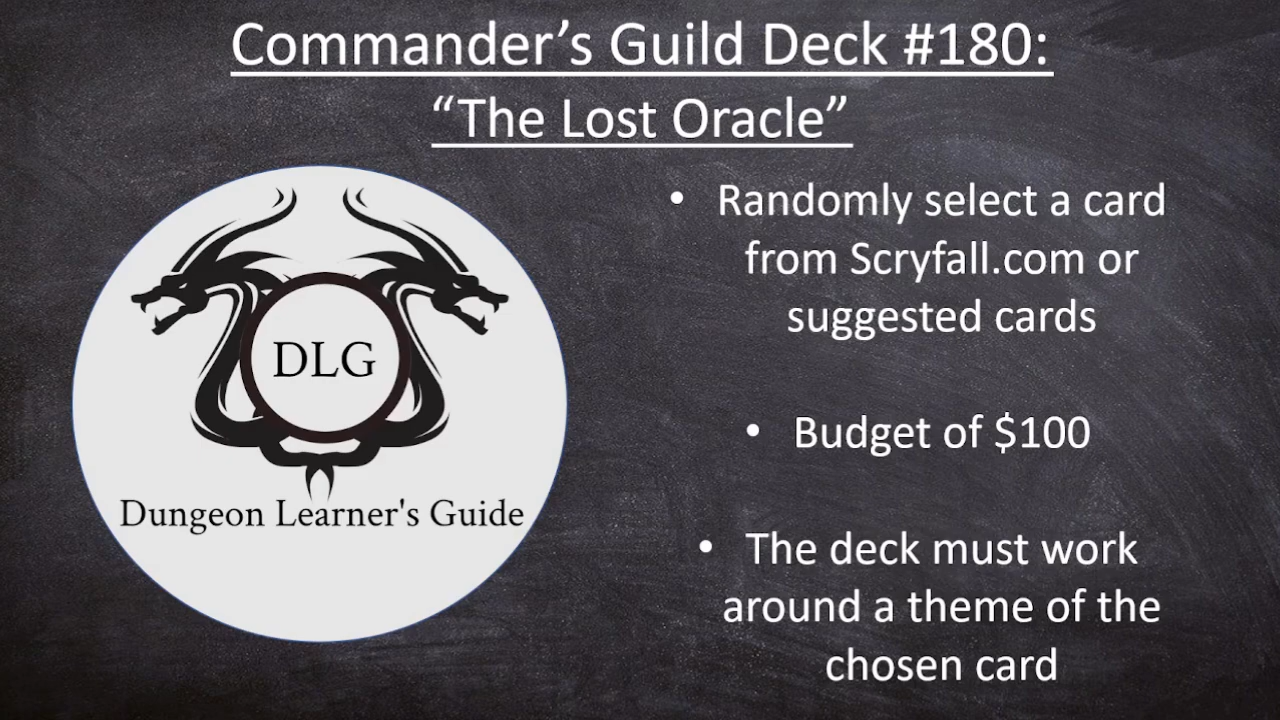 Commander’s Guild Deck #180:
“The Lost Oracle”
DLG
Dungeon Learner's Guide
• Randomly select a card
from Scryfall.com or
suggested cards
• Budget of $100
• The deck must work
around a theme of the
chosen card